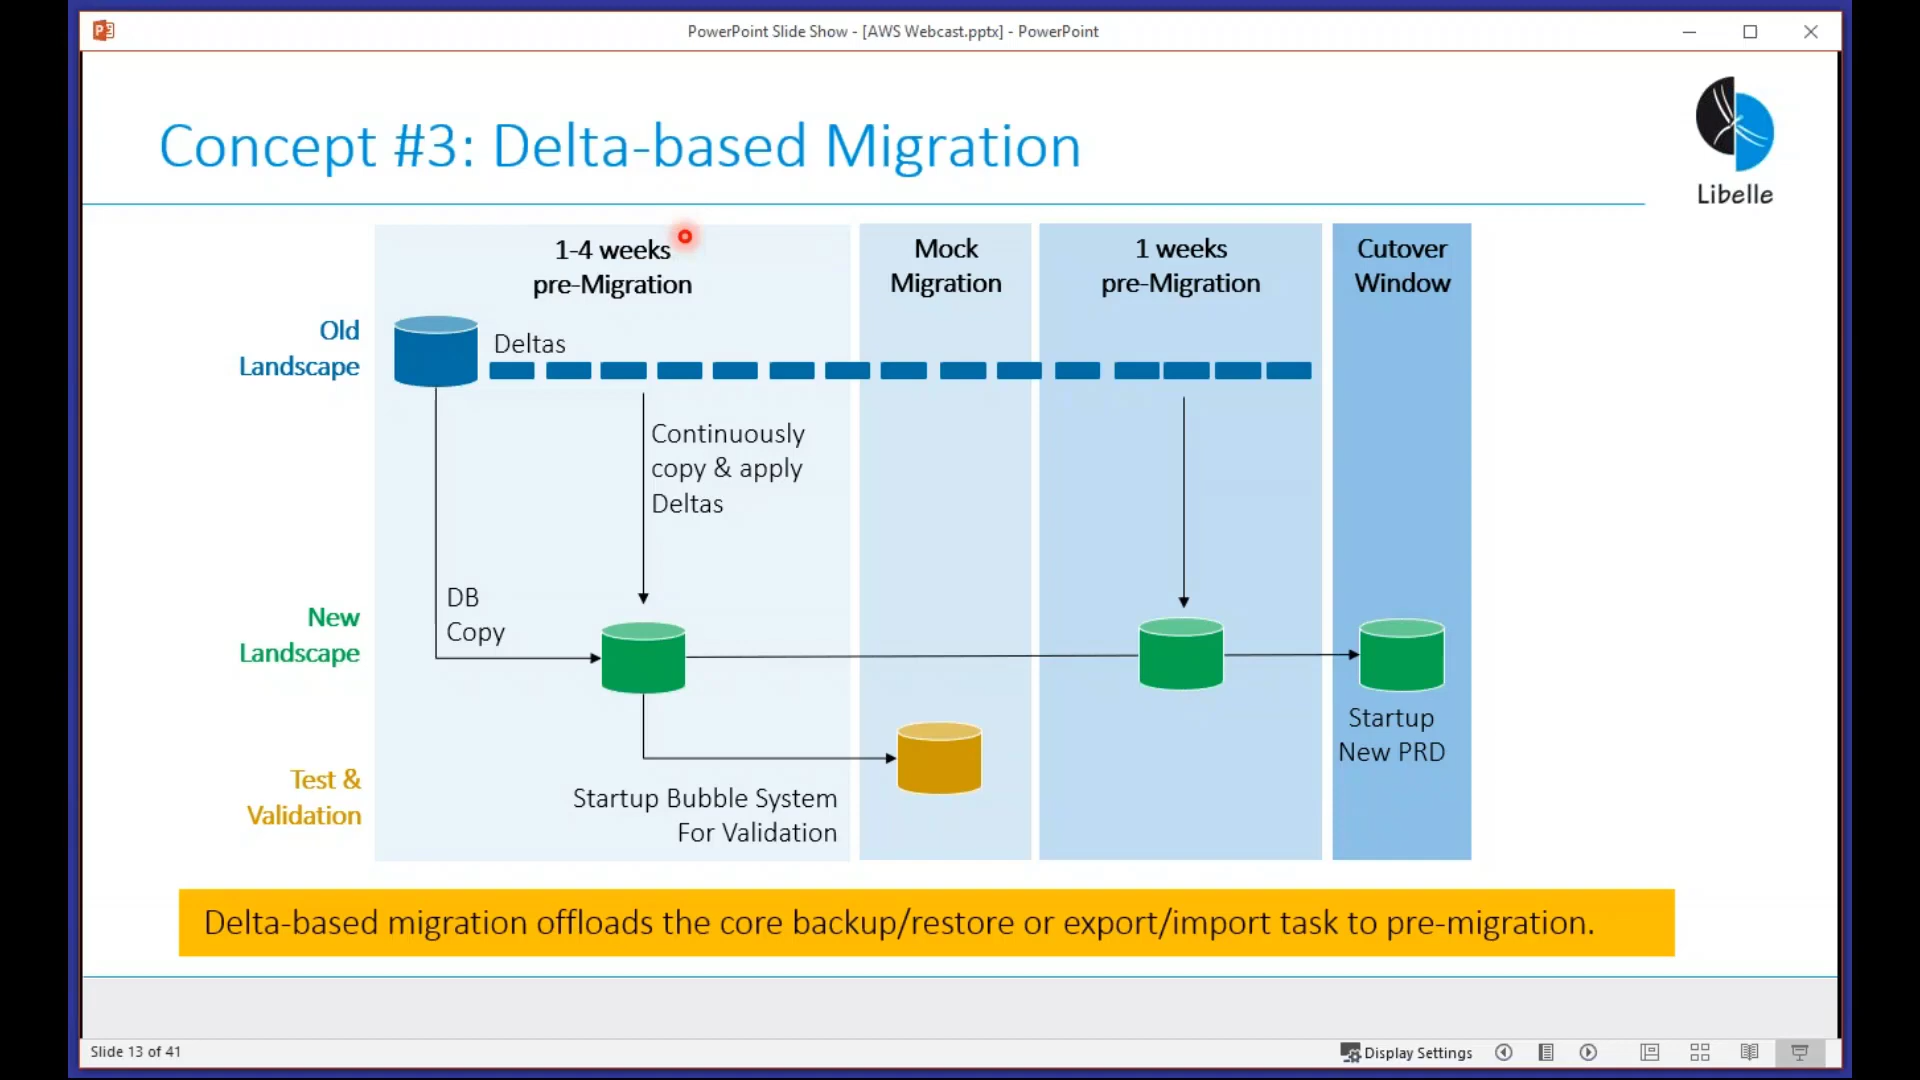 PowerPoint Slide Show - [AWS Webcast.pptx] - PowerPoint
Concept #3: Delta-based Migration
Libelle
1-4 weeks
pre-Migration
Mock
Migration
1 weeks
pre-Migration
Cutover
Window
Old
Landscape
Deltas
Continuously
copy & apply
Deltas
DB
Copy
New
Landscape
Startup
New PRD
Test &
Validation
Startup Bubble System
For Validation
Delta-based migration offloads the core backup/restore or export/import task to pre-migration.
Slide 13 of 41
Display Settings